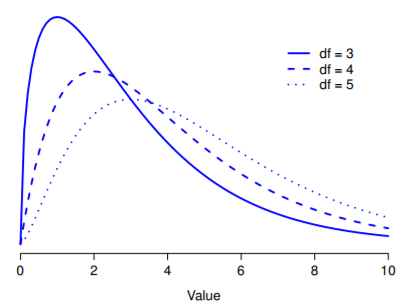 df = 3
df = 4
df = 5
0 2 4 6 8 10
Value